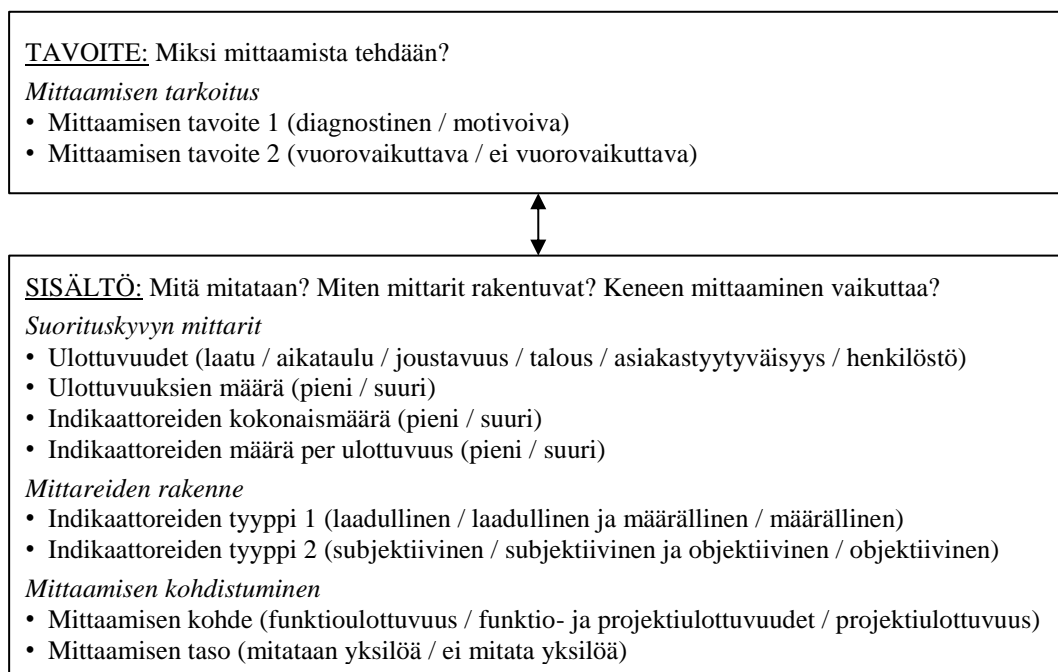 TAVOITE: Miksi mittaamista tehdään?
Mittaamisen tarkoitus
• Mittaamisen tavoite 1 (diagnostinen / motivoiva)
• Mittaamisen tavoite 2 (vuorovaikuttava / ei vuorovaikuttava)
SISÄLTÖ: Mitä mitataan? Miten mittarit rakentuvat? Keneen mittaaminen vaikuttaa?
Suorituskyvyn mittarit
• Ulottuvuudet (laatu / aikataulu / joustavuus / talous / asiakastyytyväisyys / henkilöstö)
• Ulottuvuuksien määrä (pieni / suuri)
• Indikaattoreiden kokonaismäärä (pieni / suuri)
• Indikaattoreiden määrä per ulottuvuus (pieni / suuri)
Mittareiden rakenne
• Indikaattoreiden tyyppi 1 (laadullinen / laadullinen ja määrällinen / määrällinen)
• Indikaattoreiden tyyppi 2 (subjektiivinen / subjektiivinen ja objektiivinen / objektiivinen)
Mittaamisen kohdistuminen
• Mittaamisen kohde (funktioulottuvuus / funktio- ja projektiulottuvuudet / projektiulottuvuus)
• Mittaamisen taso (mitataan yksilöä / ei mitata yksilöä)